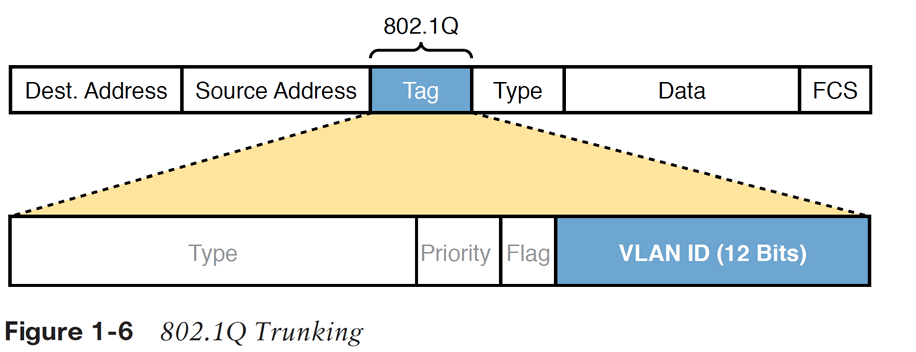 802.1Q
Dest. Address Source Address Tag Type Data FCS
Type Priority Flag VLAN ID (12 Bits)
Figure 1-6 802.1Q Trunking